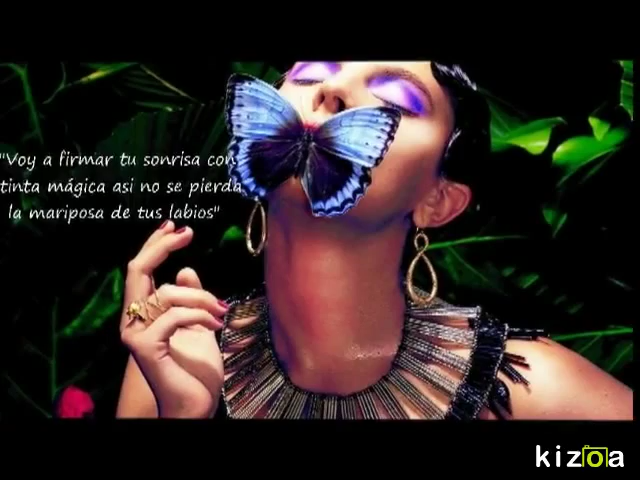 "Voy a firmar tu sonrisa con
tinta mágica asi no se pierda
la mariposa de tus labios"
kizoa